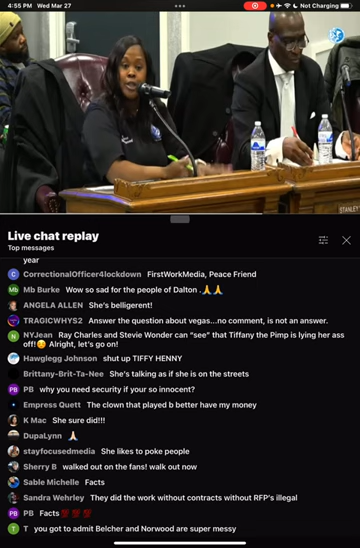 4:55 PM Wed Mar 27
Not Charging
STANLEY
Live chat replay
Top messages
year
C CorrectionalOfficer4lockdown FirstWorkMedia, Peace Friend
Mb Mb Burke Wow so sad for the people of Dalton .🙏🙏
ANGELA ALLEN She's belligerent!
TRAGICWHYS2 Answer the question about vegas...no comment, is not an answer.
N NYJean Ray Charles and Stevie Wonder can "see" that Tiffany the Pimp is lying her ass
off!😏 Alright, let's go!
Hawglegg Johnson shut up TIFFY HENNY
Brittany-Brit-Ta-Nee She's talking as if she is on the streets
PB PB why you need security if your so innocent?
Empress Quett The clown that played b better have my money
K Mac She sure did!!!
DupaLynn 🙏🏻
stayfocusedmedia She likes to poke people
Sherry B walked out on the fans! walk out now
Sable Michelle Facts
Sandra Wehrley They did the work without contracts without RFP's illegal
PB PB Facts💯💯💯
T T you got to admit Belcher and Norwood are super messy